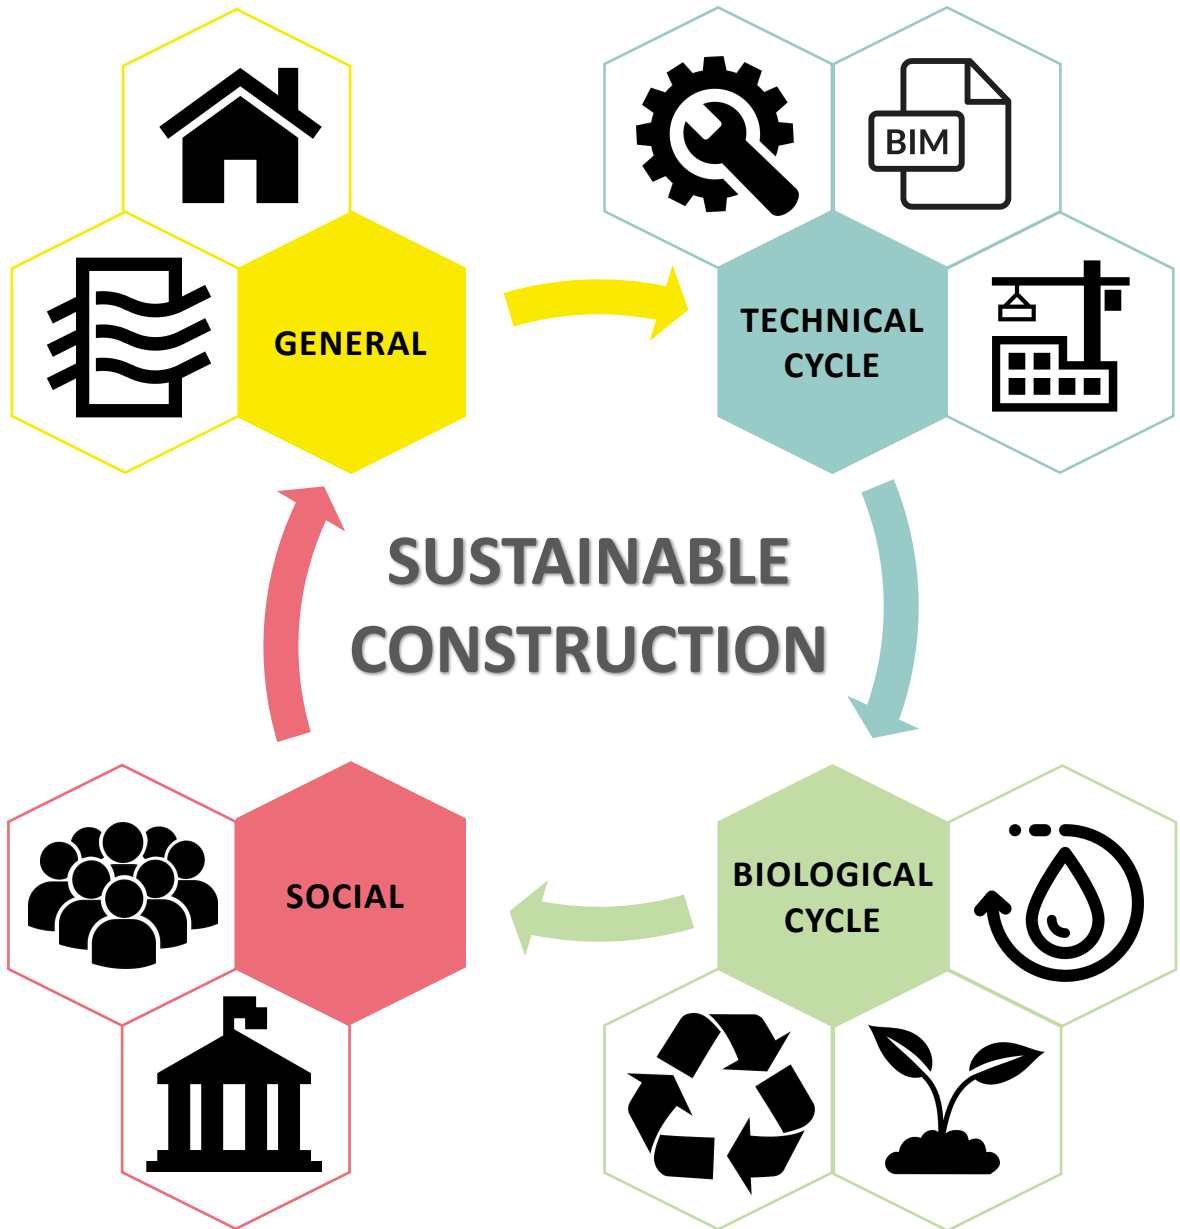 BIM
GENERAL
TECHNICAL
CYCLE
SUSTAINABLE
CONSTRUCTION
SOCIAL
BIOLOGICAL
CYCLE